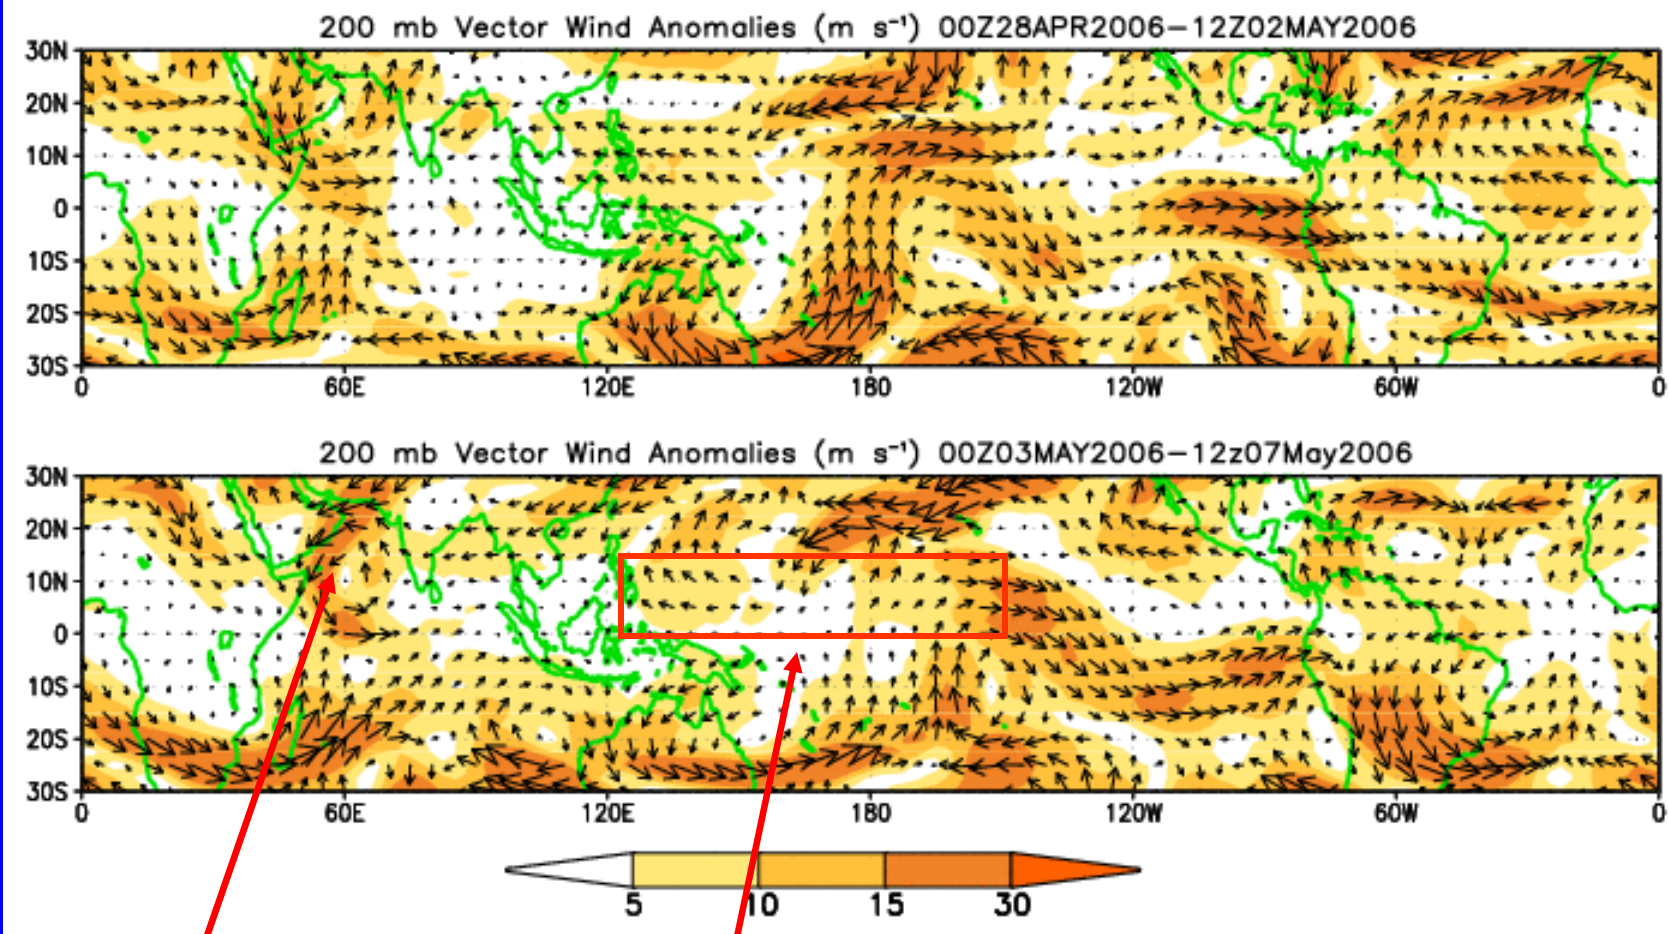 200 mb Vector Wind Anomalies (m s⁻¹) 00Z28APR2006–12Z02MAY2006
30N
20N
10N
0
10S
20S
30S
0 60E 120E 180 120W 60W 0
200 mb Vector Wind Anomalies (m s⁻¹) 00Z03MAY2006–12z07May2006
30N
20N
10N
0
10S
20S
30S
0 60E 120E 180 120W 60W 0
5 10 15 30